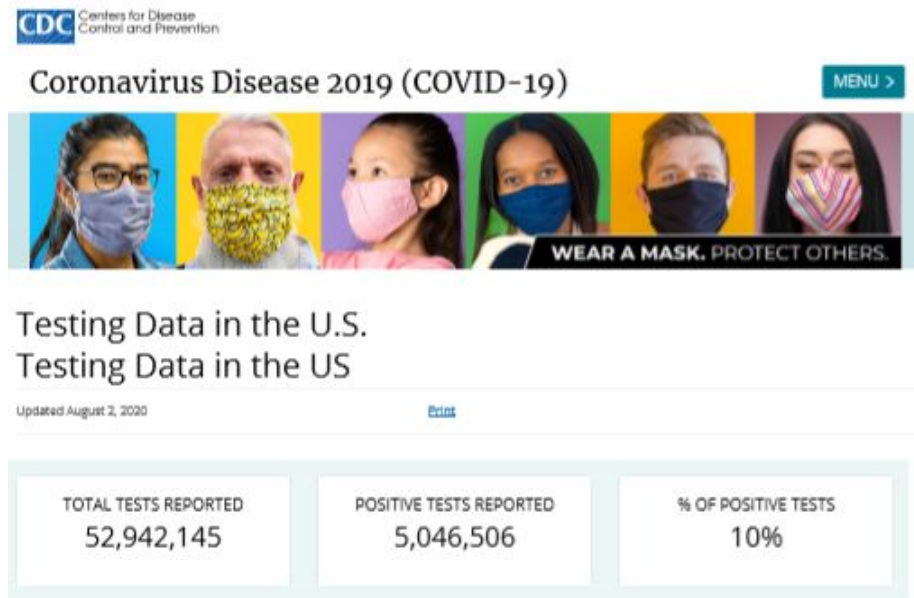 CDC Centers for Disease
Control and Prevention
Coronavirus Disease 2019 (COVID-19)
MENU >
WEAR A MASK. PROTECT OTHERS.
Testing Data in the U.S.
Testing Data in the US
Updated August 2, 2020 Print
TOTAL TESTS REPORTED
52,942,145
POSITIVE TESTS REPORTED
5,046,506
% OF POSITIVE TESTS
10%